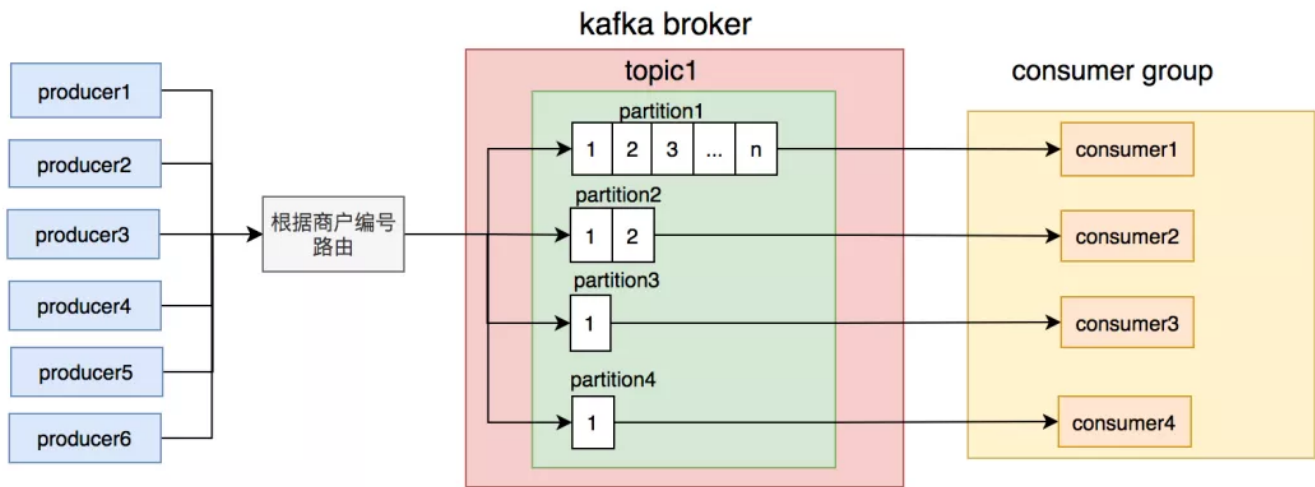 kafka broker
topic1
consumer group
producer1
producer2
producer3
producer4
producer5
producer6
根据商户编号
路由
partition1
1 2 3 ... n
partition2
1 2
partition3
1
partition4
1
consumer1
consumer2
consumer3
consumer4